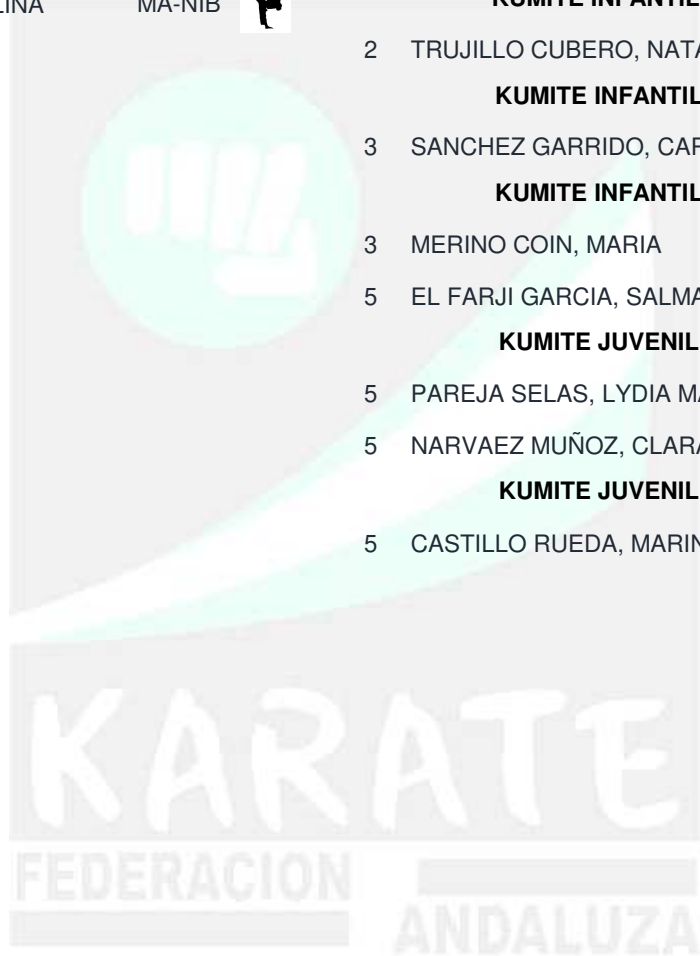 LINA MA-NIB
KUMITE INFANTIL
2 TRUJILLO CUBERO, NATA
KUMITE INFANTIL
3 SANCHEZ GARRIDO, CAR
KUMITE INFANTIL
3 MERINO COIN, MARIA
5 EL FARJI GARCIA, SALMA
KUMITE JUVENIL
5 PAREJA SELAS, LYDIA MA
5 NARVAEZ MUÑOZ, CLARA
KUMITE JUVENIL
5 CASTILLO RUEDA, MARIN
KARATE
FEDERACION
ANDALUZA